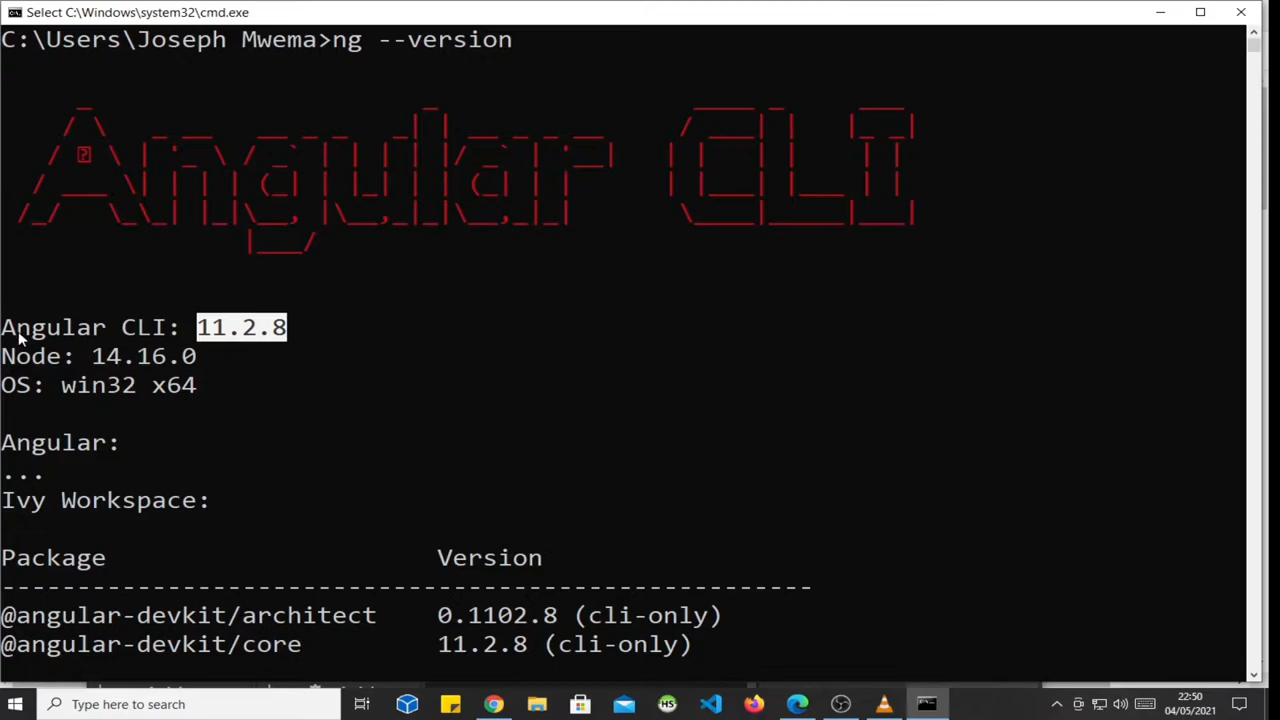 Select C:\Windows\system32\cmd.exe
C:\Users\Joseph Mwema>ng --version
Angular CLI
Angular CLI: 11.2.8
Node: 14.16.0
OS: win32 x64
Angular:
...
Ivy Workspace:
Package Version
------------------------------------------------------
@angular-devkit/architect 0.1102.8 (cli-only)
@angular-devkit/core 11.2.8 (cli-only)
Type here to search
HS
22:50
04/05/2021